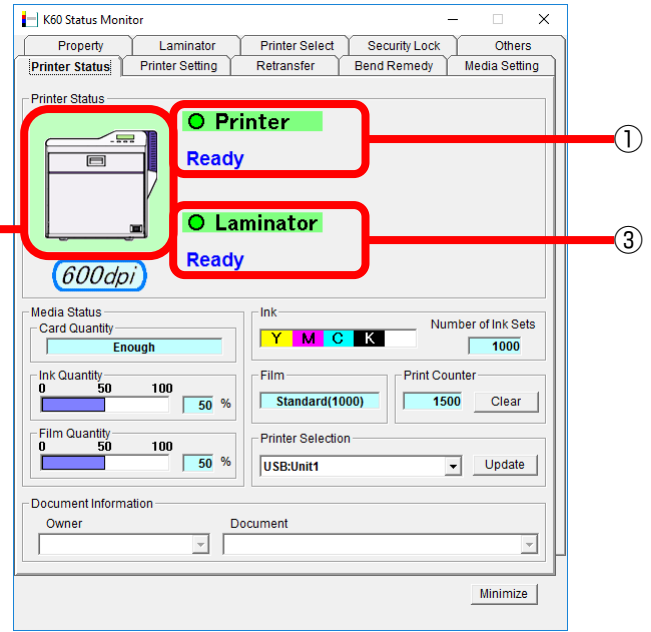 K60 Status Monitor
Property Laminator Printer Select Security Lock Others
Printer Status Printer Setting Retransfer Bend Remedy Media Setting
Printer Status
Printer
Ready
①
Laminator
Ready
③
600dpi
Media Status
Card Quantity
Enough
Ink
Y M C K
Number of Ink Sets
1000
Ink Quantity
0 50 100
50 %
Film
Standard(1000)
Print Counter
1500 Clear
Film Quantity
0 50 100
50 %
Printer Selection
USB:Unit1 Update
Document Information
Owner Document
Minimize